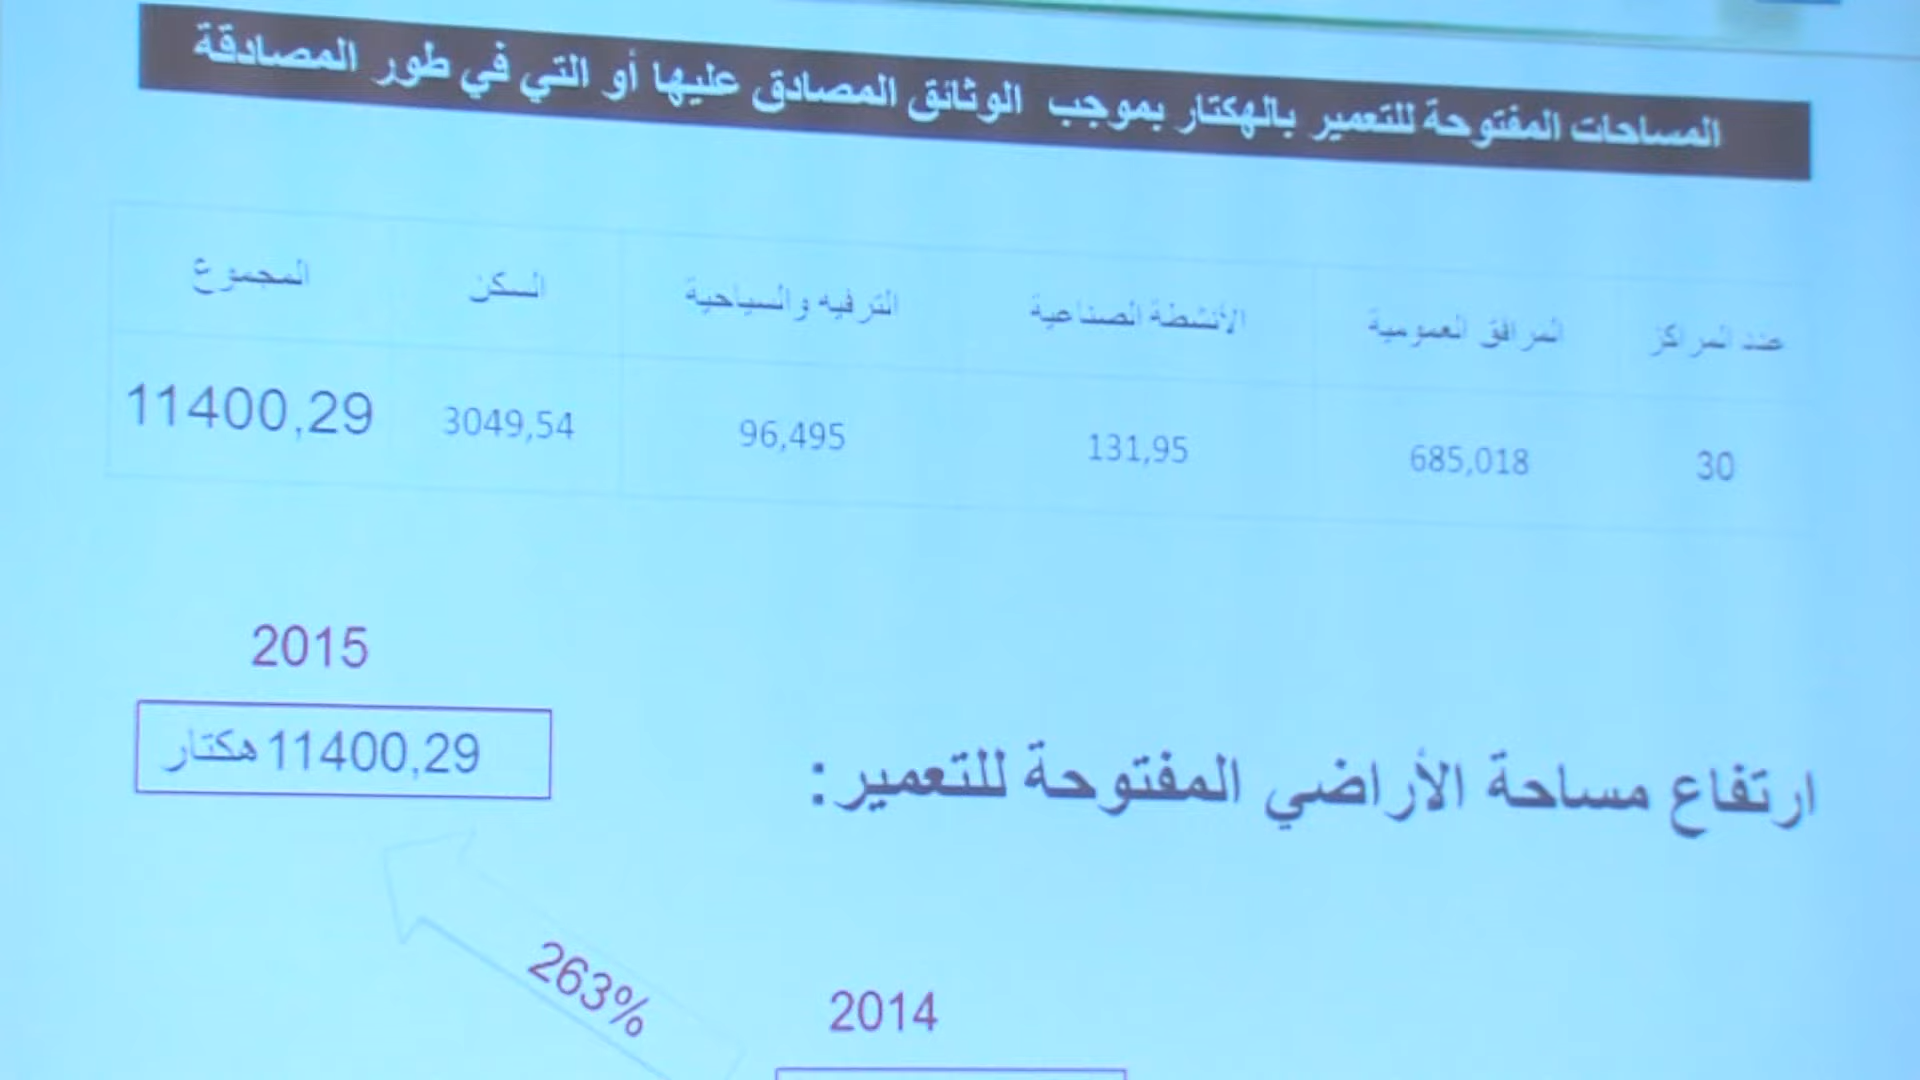 المساحات المفتوحة للتعمير بالهكتار بموجب الوثائق المصادق عليها أو التي في طور المصادقة
عدد المراكز المرافق العمومية الأنشطة الصناعية الترفيه والسياحية السكن المجموع
30 685,018 131,95 96,495 3049,54 11400,29
2015
ارتفاع مساحة الأراضي المفتوحة للتعمير:
11400,29 هكتار
263%
2014